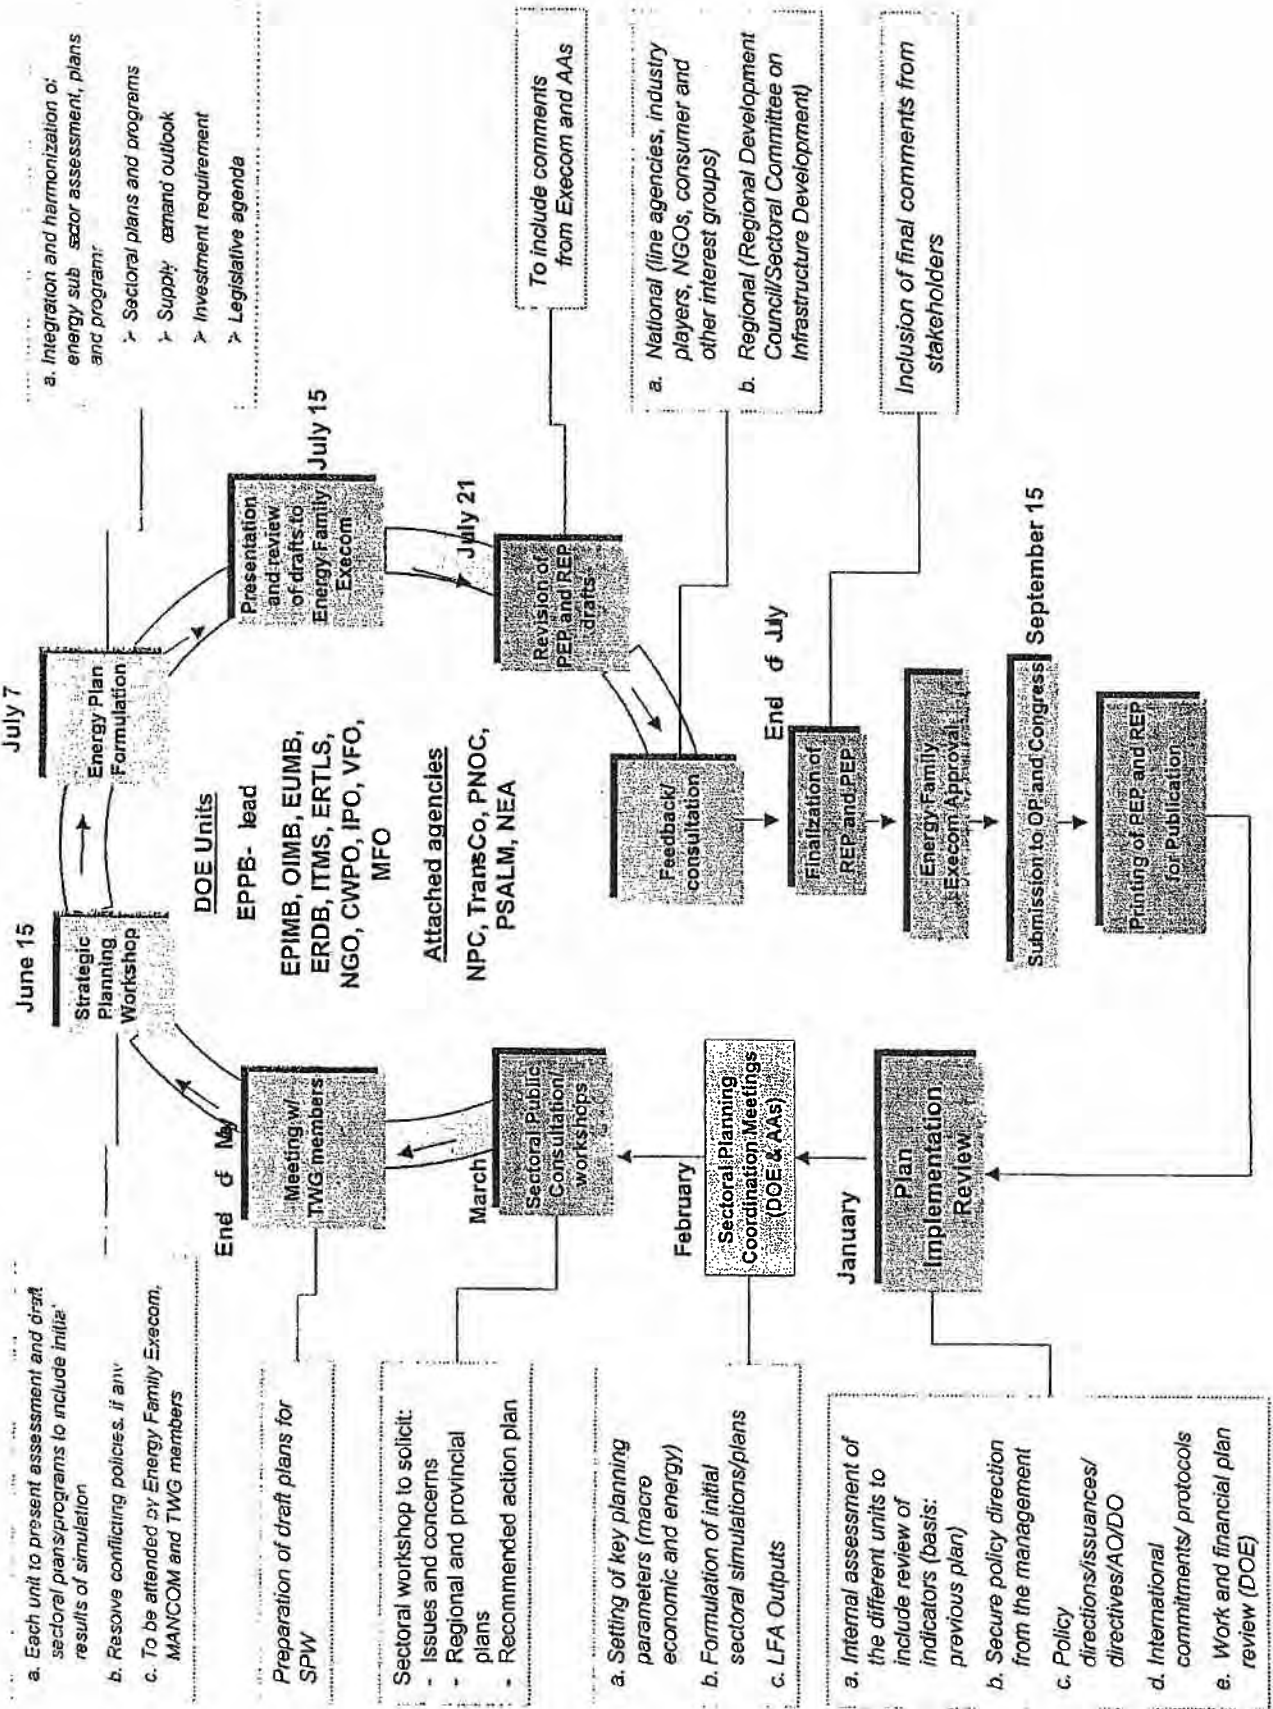 a. Each unit to present assessment and draft
sectoral plans/programs to include initial
results of simulation
b. Resolve conflicting policies, if any
c. To be attended by Energy Family Execom,
MANCOM and TWG members
Preparation of draft plans for
SPW
Sectoral workshop to solicit:
- Issues and concerns
- Regional and provincial
plans
- Recommended action plan
a. Setting of key planning
parameters (macro
economic and energy)
b. Formulation of initial
sectoral simulations/plans
c. LFA Outputs
a. Internal assessment of
the different units to
include review of
indicators (basis:
previous plan)
b. Secure policy direction
from the management
c. Policy
directions/issuances/
directives/AO/DO
d. International
commitments/ protocols
e. Work and financial plan
review (DOE)
June 15
Strategic
Planning
Workshop
End of May
Meeting w/
TWG members
March
Sectoral Public
Consultation/
workshops
February
Sectoral Planning
Coordination Meetings
(DOE & AAs)
January
Plan
Implementation
Review
DOE Units
EPPB- lead
EPIMB, OIMB, EUMB,
ERDB, ITMS, ERTLS,
NGO, CWPO, IPO, VFO,
MFO
Attached agencies
NPC, TransCo, PNOC,
PSALM, NEA
July 7
Energy Plan
Formulation
July 15
Presentation
and review
of drafts to
Energy Family
Execom
July 21
Revision of
PEP and REP
drafts
Feedback/
consultation
End of July
Finalization of
REP and PEP
Energy Family
Execom Approval
Submission to OP and Congress
September 15
Printing of PEP and REP
for Publication
a. Integration and harmonization of
energy sub sector assessment, plans
and programs
➢ Sectoral plans and programs
➢ Supply demand outlook
➢ Investment requirement
➢ Legislative agenda
To include comments
from Execom and AAs
a. National (line agencies, industry
players, NGOs, consumer and
other interest groups)
b. Regional (Regional Development
Council/Sectoral Committee on
Infrastructure Development)
Inclusion of final comments from
stakeholders